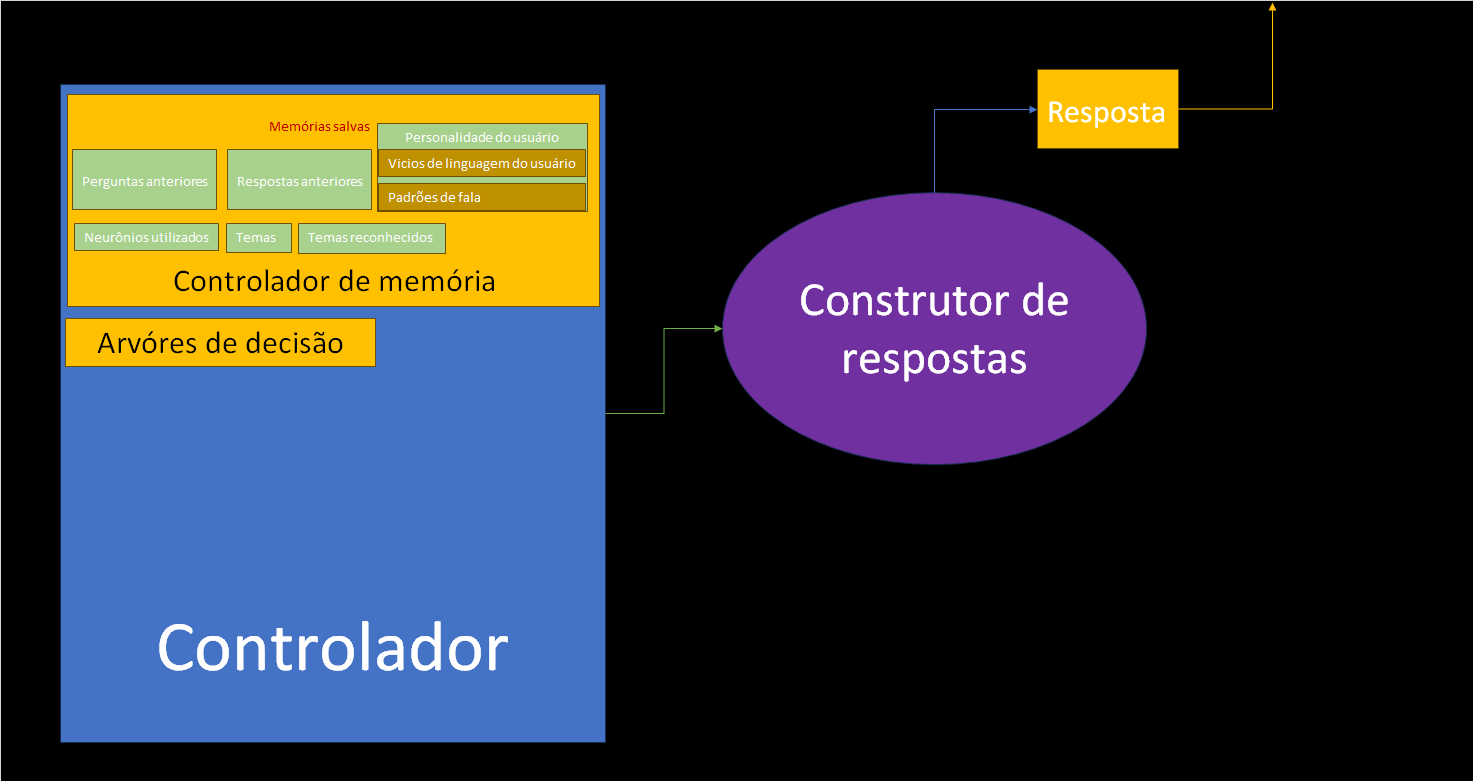 Memórias salvas
Personalidade do usuário
Vicios de linguagem do usuário
Padrões de fala
Perguntas anteriores
Respostas anteriores
Neurônios utilizados
Temas
Temas reconhecidos
Controlador de memória
Arvóres de decisão
Controlador
Construtor de
respostas
Resposta